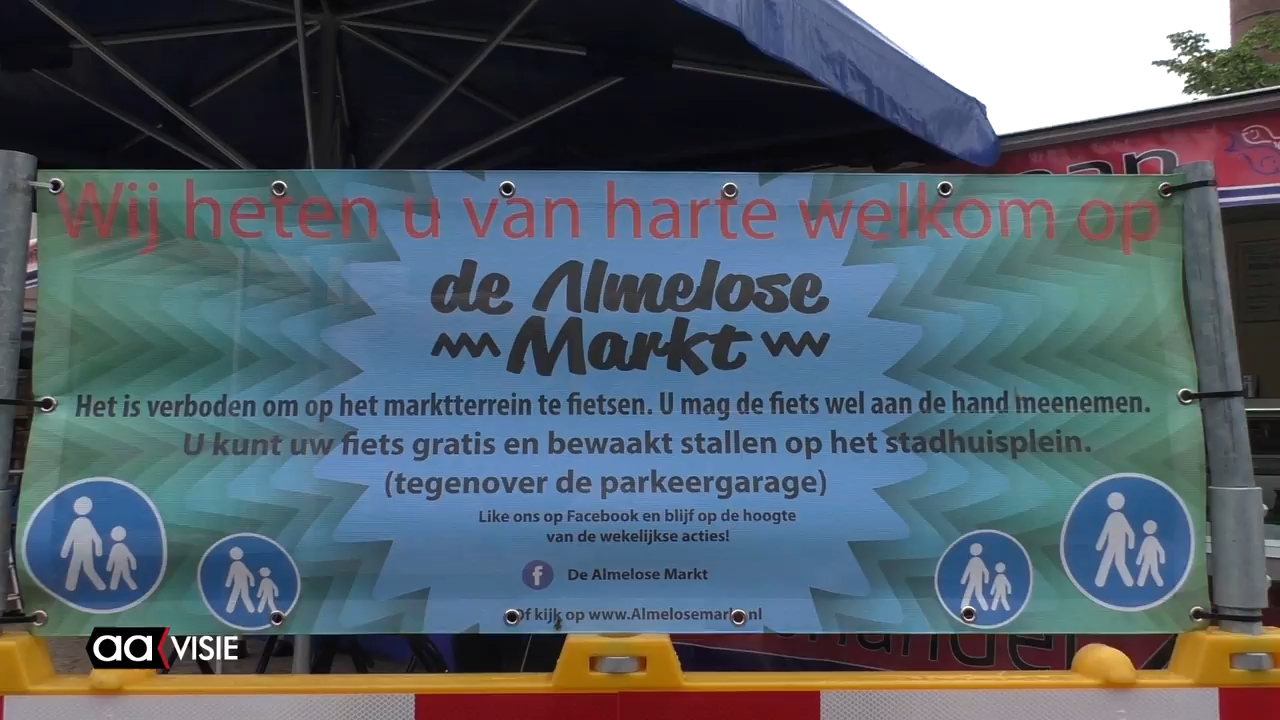 Wij heten u van harte welkom op
de Almelose
Markt
Het is verboden om op het marktterrein te fietsen. U mag de fiets wel aan de hand meenemen.
U kunt uw fiets gratis en bewaakt stallen op het stadhuisplein.
(tegenover de parkeergarage)
Like ons op Facebook en blijf op de hoogte
van de wekelijkse acties!
f De Almelose Markt
Of kijk op www.Almelosemarkt.nl
aa VISIE